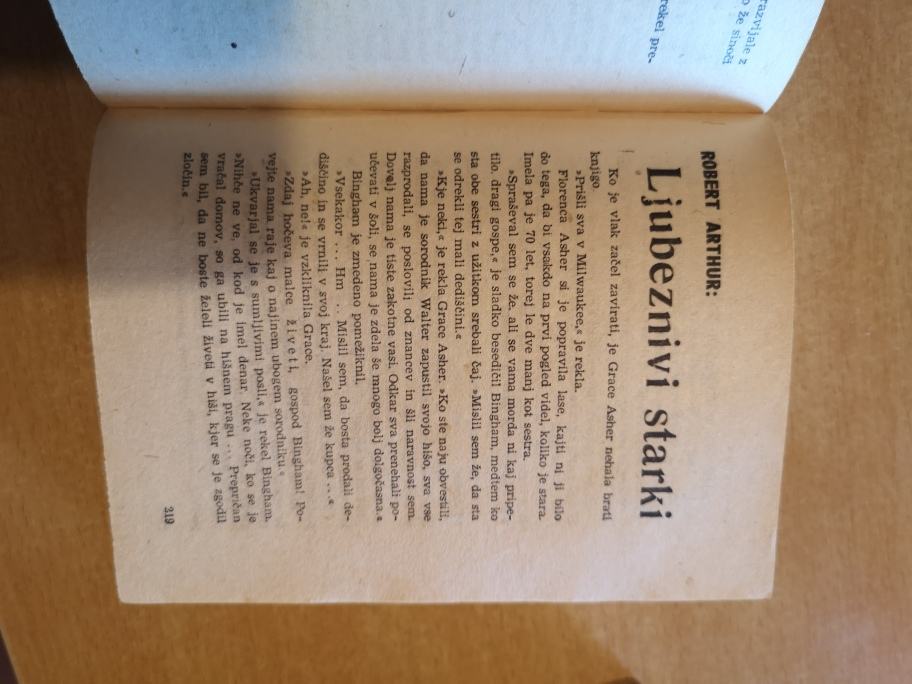 razvijale z
o že sinoči
rekel pre-
ROBERT ARTHUR:
Ljubeznivi starki
Ko je vlak začel zavirati, je Grace Asher nehala brati
knjigo.
»Prišli sva v Milwaukee,« je rekla.
Florenca Asher si je popravila lase, kajti ni ji bilo
do tega, da bi vsakdo na prvi pogled videl, koliko je stara.
Imela pa je 70 let, torej le dve manj kot sestra.
»Spraševal sem se že, ali se vama morda ni kaj pripe-
tilo, dragi gospe,« je sladko besedičil Bingham, medtem ko
sta obe sestri z užitkom srebali čaj. »Mislil sem že, da sta
se odrekli tej mali dediščini.«
»Kje neki,« je rekla Grace Asher. »Ko ste naju obvestili,
da nama je sorodnik Walter zapustil svojo hišo, sva vse
razprodali, se poslovili od znancev in šli naravnost sem.
Dovolj nama je tiste zakotne vasi. Odkar sva prenehali po-
učevati v šoli, se nama je zdela še mnogo bolj dolgočasna.«
Bingham je zmedeno pomežiknil.
»Vsekakor ... Hm ... Mislil sem, da bosta prodali de-
diščino in se vrnili v svoj kraj. Našel sem že kupca ...«
»Ah, ne!« je vzkliknila Grace.
»Zdaj hočeva malce živeti, gospod Bingham! Po-
vejte nama raje kaj o najinem ubogem sorodniku.«
»Ukvarjal se je s sumljivimi posli,« je rekel Bingham.
»Nihče ne ve, od kod je imel denar. Neke noči, ko se je
vračal domov, so ga ubili na hišnem pragu ... Prepričan
sem bil, da ne boste želeli živeti v hiši, kjer se je zgodil
zločin.«
319